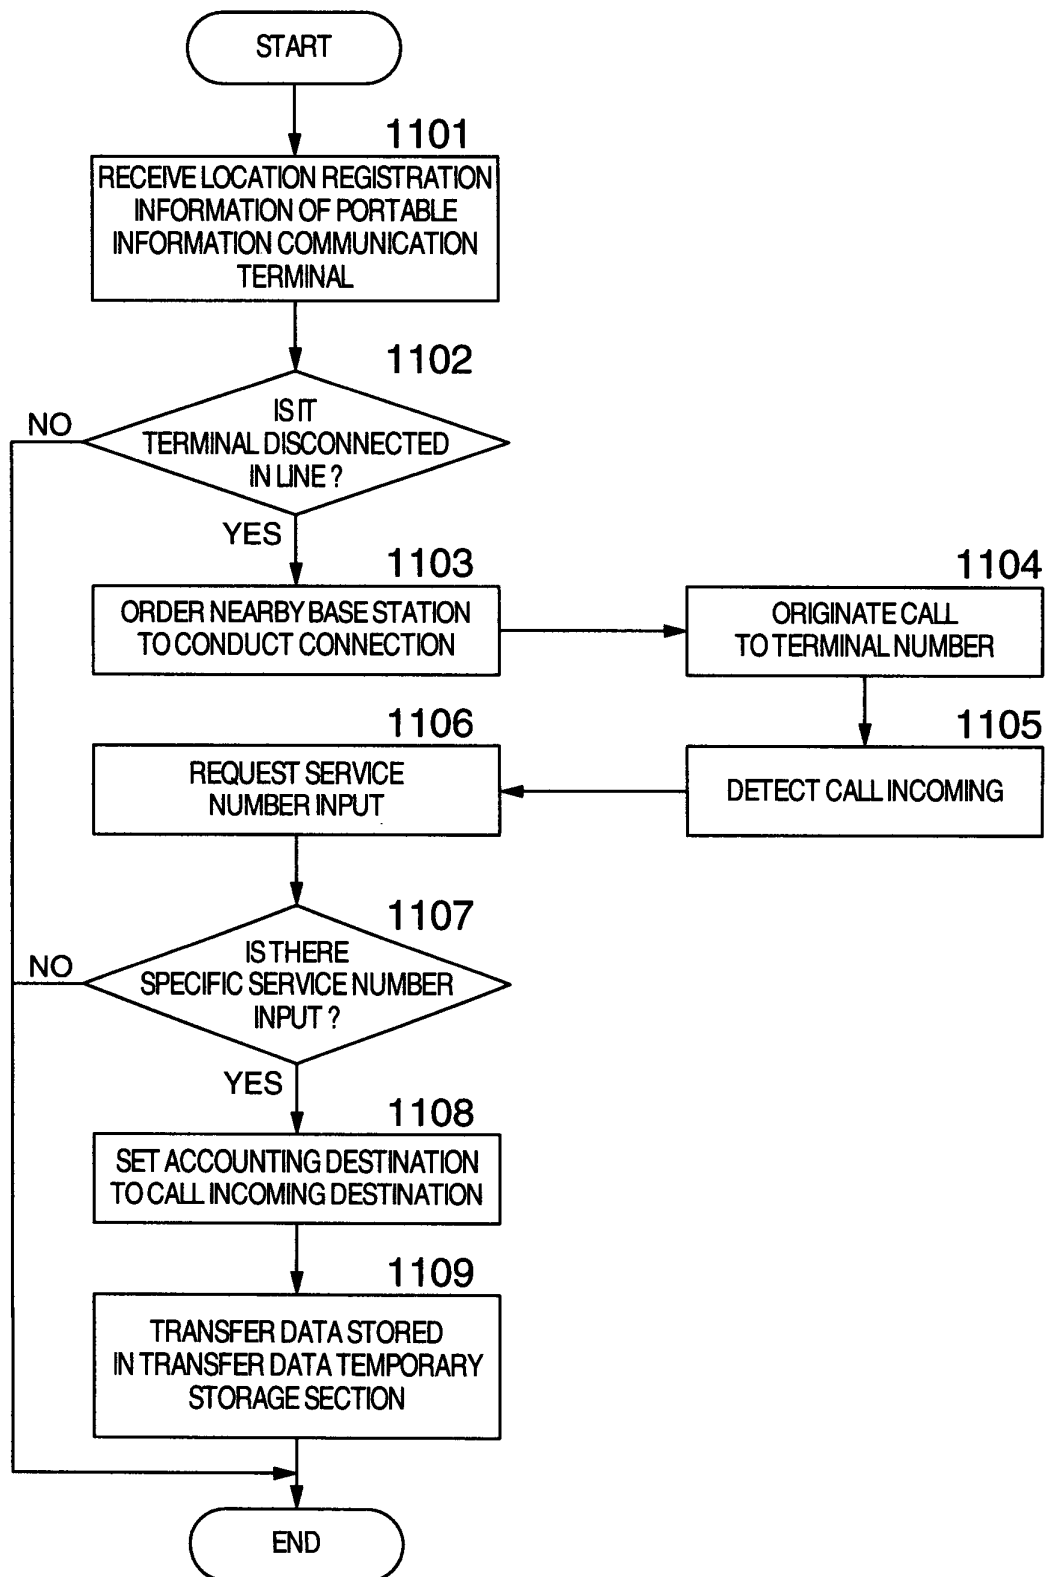 START
1101
RECEIVE LOCATION REGISTRATION
INFORMATION OF PORTABLE
INFORMATION COMMUNICATION
TERMINAL
1102
IS IT
TERMINAL DISCONNECTED
IN LINE ?
NO
YES
1103
ORDER NEARBY BASE STATION
TO CONDUCT CONNECTION
1104
ORIGINATE CALL
TO TERMINAL NUMBER
1105
DETECT CALL INCOMING
1106
REQUEST SERVICE
NUMBER INPUT
1107
IS THERE
SPECIFIC SERVICE NUMBER
INPUT ?
NO
YES
1108
SET ACCOUNTING DESTINATION
TO CALL INCOMING DESTINATION
1109
TRANSFER DATA STORED
IN TRANSFER DATA TEMPORARY
STORAGE SECTION
END